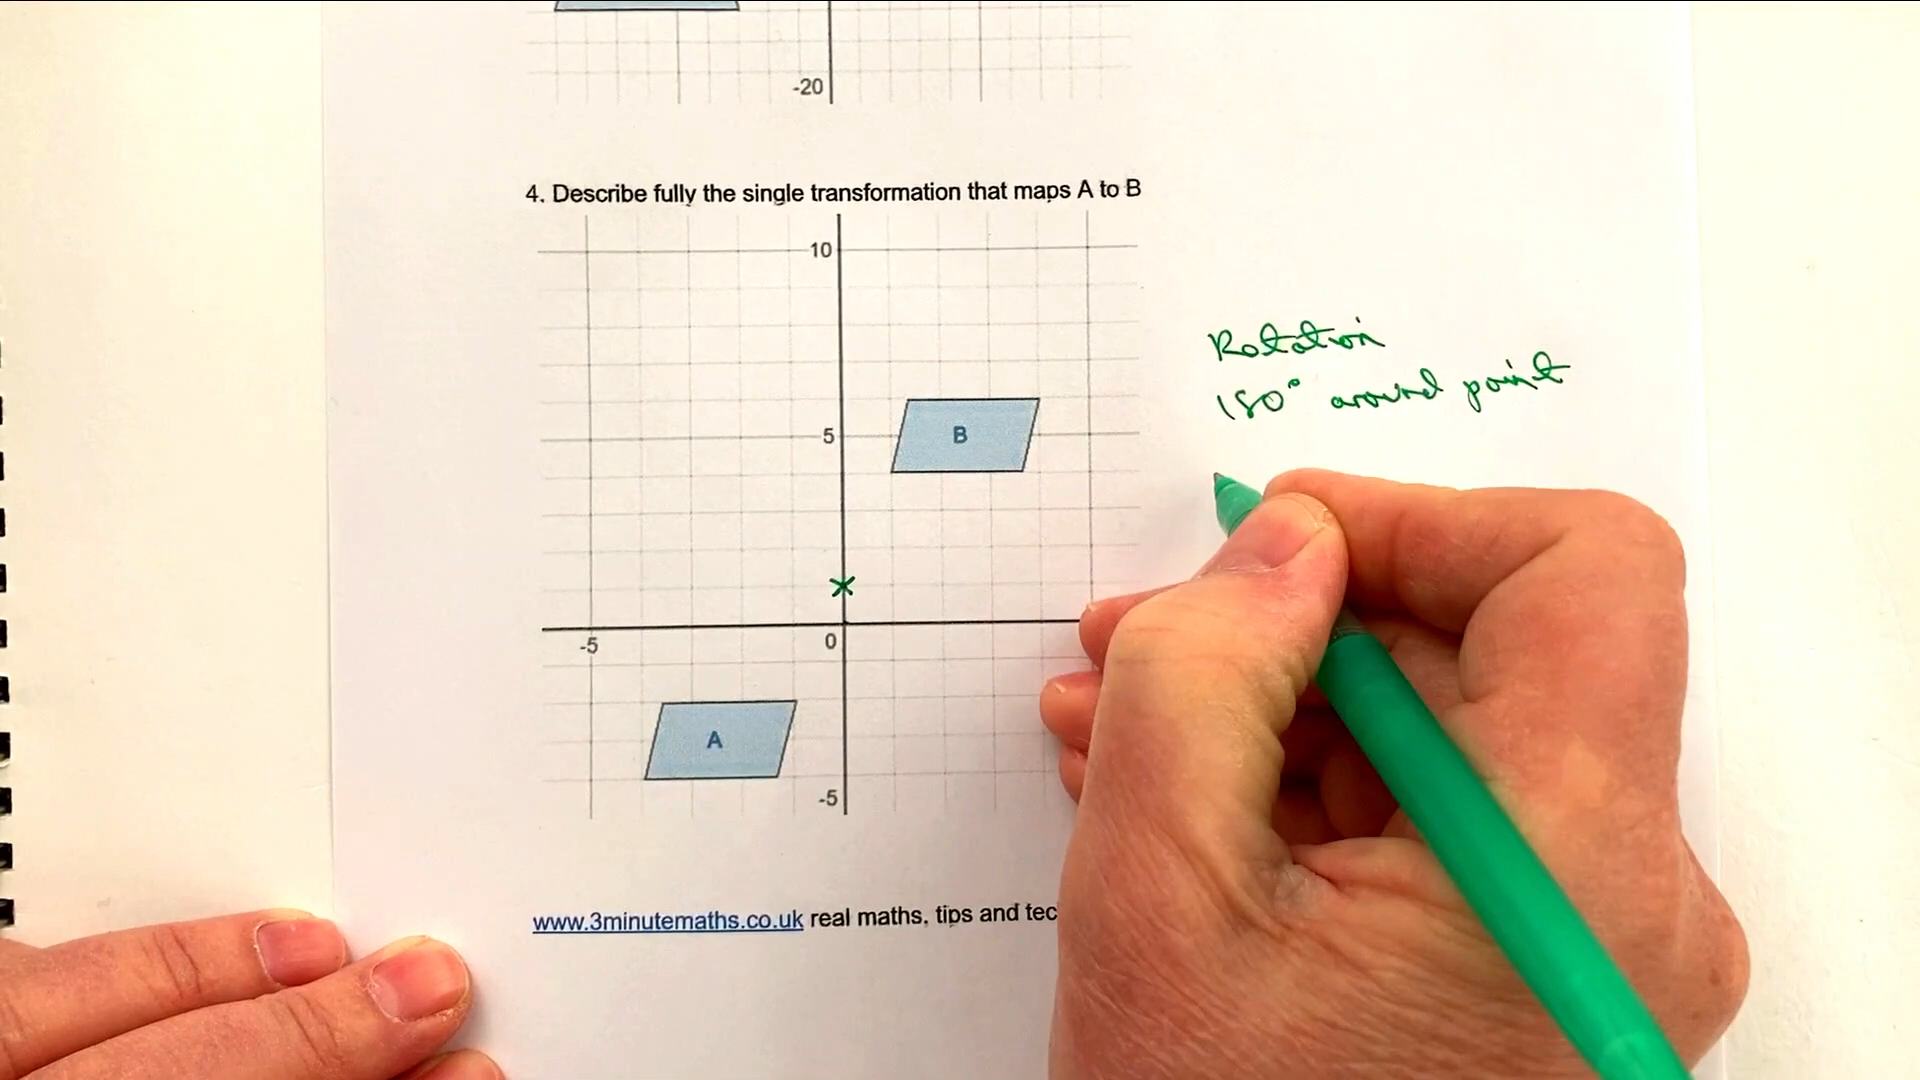 -20
4. Describe fully the single transformation that maps A to B
10
Rotation
180° around point
5
B
-5
0
A
-5
www.3minutemaths.co.uk real maths, tips and tec